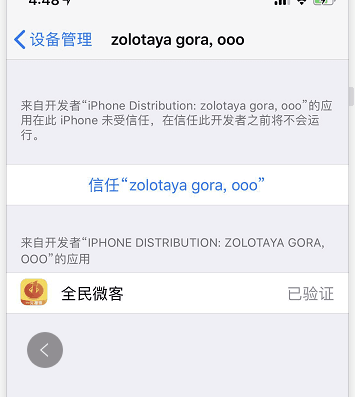 4:48
设备管理 zolotaya gora, ooo
来自开发者“iPhone Distribution: zolotaya gora, ooo”的应
用在此 iPhone 未受信任，在信任此开发者之前将不会运
行。
信任“zolotaya gora, ooo”
来自开发者“IPHONE DISTRIBUTION: ZOLOTAYA GORA,
OOO”的应用
全民微客 已验证